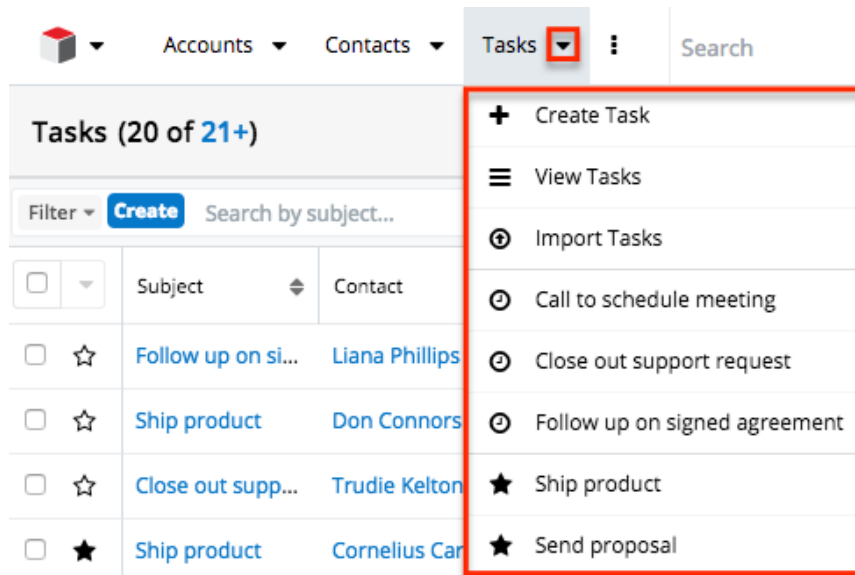 Accounts Contacts Tasks Search
Tasks (20 of 21+)
Filter Create Search by subject...
Subject Contact
Follow up on si... Liana Phillips
Ship product Don Connors
Close out supp... Trudie Kelton
Ship product Cornelius Car
Create Task
View Tasks
Import Tasks
Call to schedule meeting
Close out support request
Follow up on signed agreement
Ship product
Send proposal